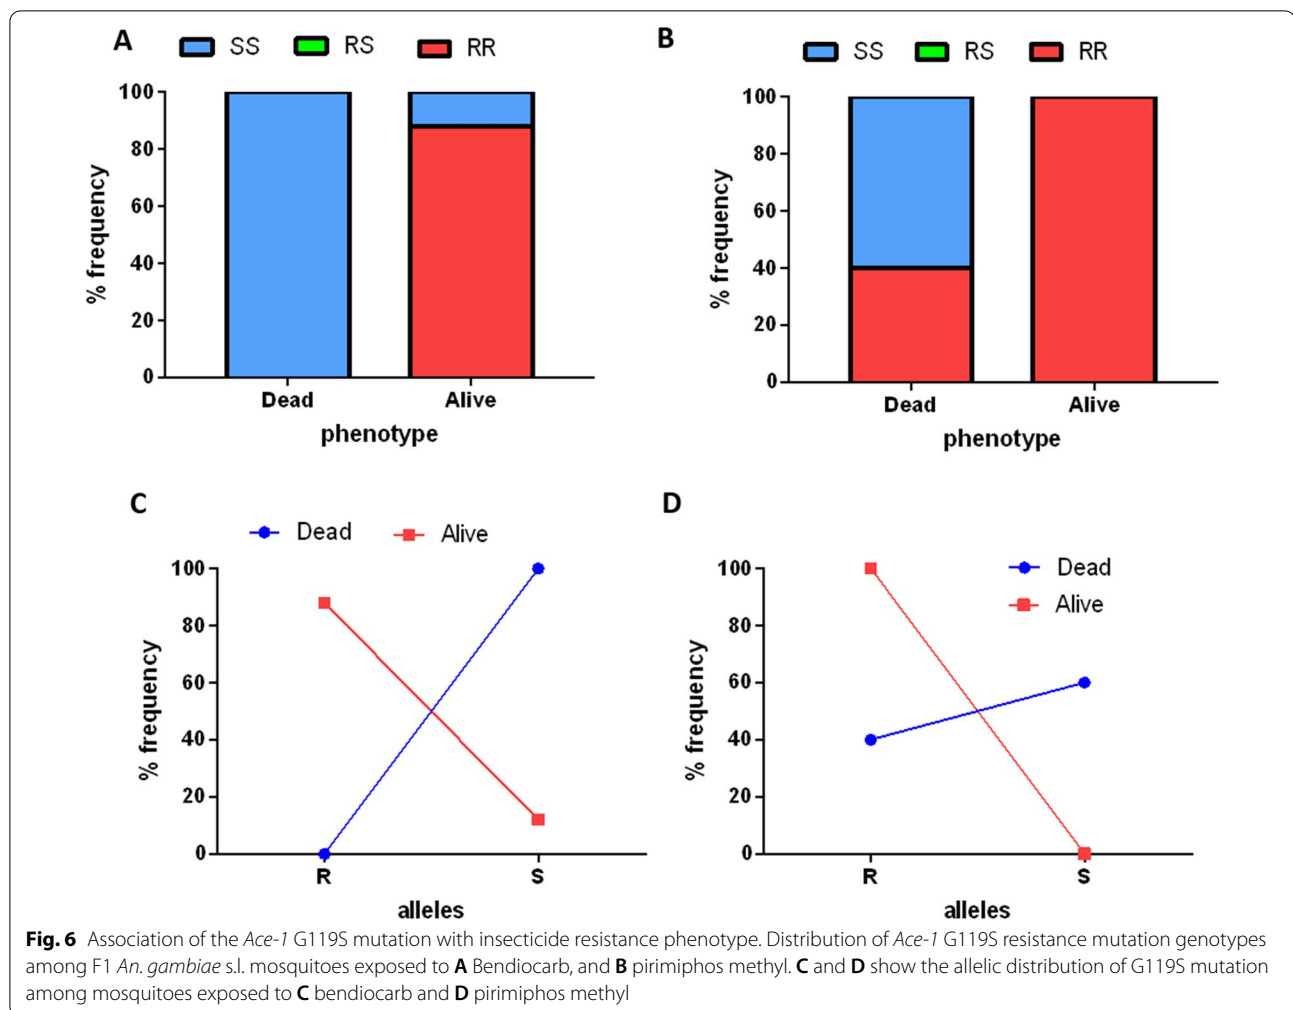 A
SS RS RR
100
80
60
40
20
0
% frequency
Dead Alive
phenotype
B
SS RS RR
100
80
60
40
20
0
% frequency
Dead Alive
phenotype
C
Dead Alive
100
80
60
40
20
0
% frequency
R S
alleles
D
Dead
Alive
100
80
60
40
20
0
% frequency
R S
alleles
Fig. 6 Association of the Ace-1 G119S mutation with insecticide resistance phenotype. Distribution of Ace-1 G119S resistance mutation genotypes
among F1 An. gambiae s.l. mosquitoes exposed to A Bendiocarb, and B pirimiphos methyl. C and D show the allelic distribution of G119S mutation
among mosquitoes exposed to C bendiocarb and D pirimiphos methyl